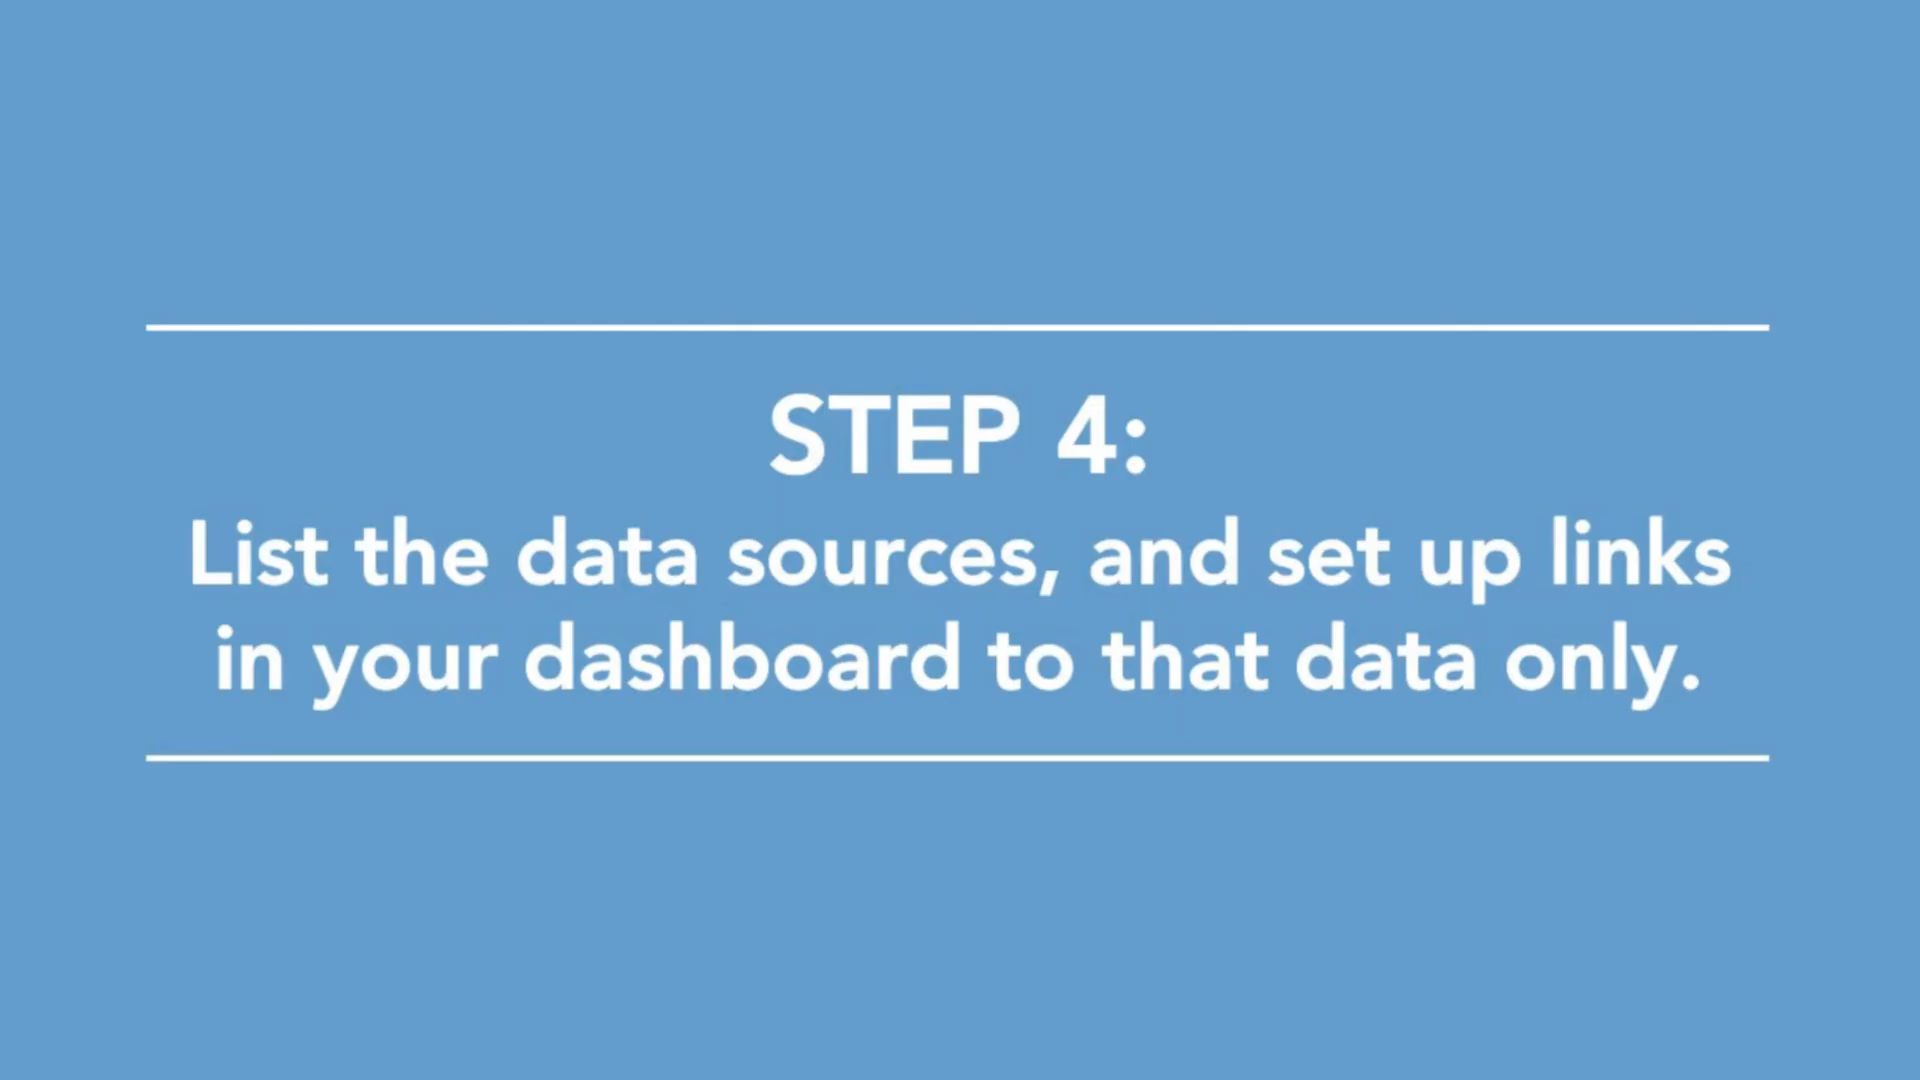 STEP 4:
List the data sources, and set up links
in your dashboard to that data only.